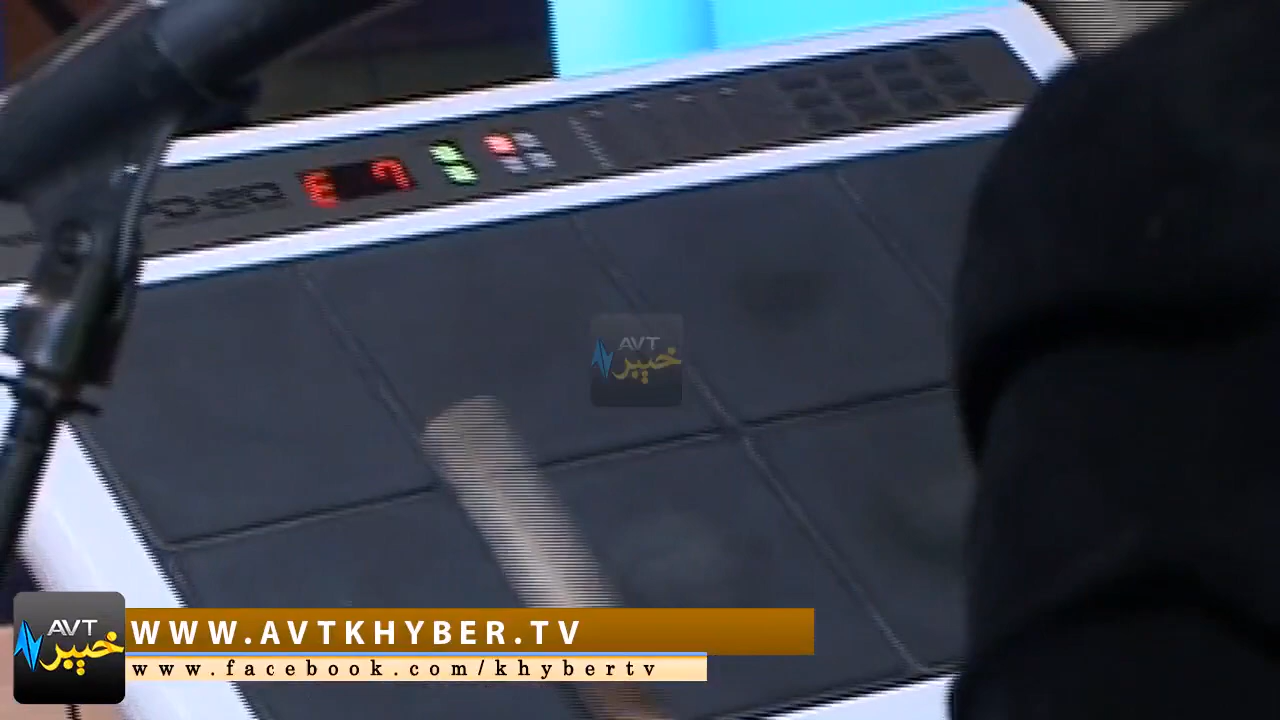 AVT
خیبر
WWW.AVTKHYBER.TV
AVT
خیبر
www.facebook.com/khybertv